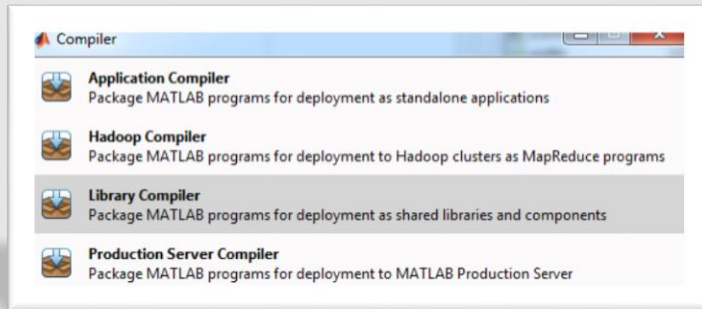 Compiler
Application Compiler
Package MATLAB programs for deployment as standalone applications
Hadoop Compiler
Package MATLAB programs for deployment to Hadoop clusters as MapReduce programs
Library Compiler
Package MATLAB programs for deployment as shared libraries and components
Production Server Compiler
Package MATLAB programs for deployment to MATLAB Production Server